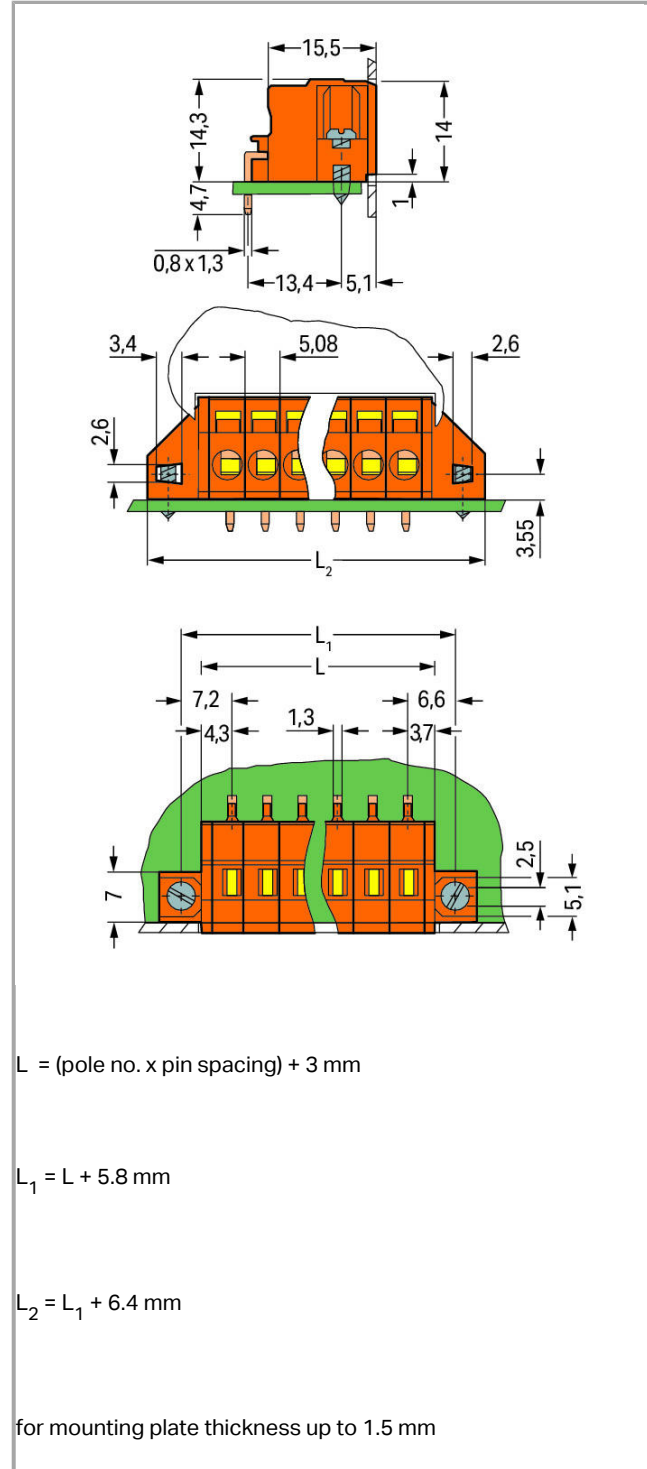 15,5
14,3
14
4,7
1
0,8 x 1,3
13,4
5,1
3,4
5,08
2,6
2,6
3,55
L2
L1
L
7,2
6,6
4,3
1,3
3,7
2,5
7
5,1
L = (pole no. x pin spacing) + 3 mm
L1 = L + 5.8 mm
L2 = L1 + 6.4 mm
for mounting plate thickness up to 1.5 mm